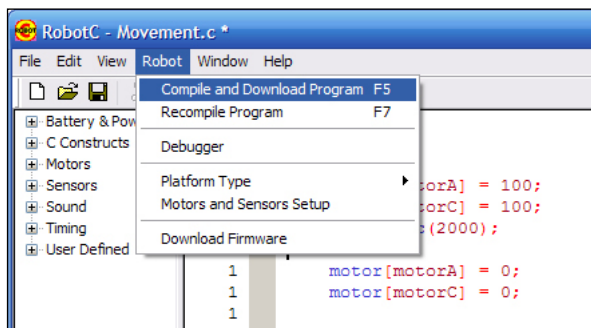 RobotC - Movement.c *
File Edit View Robot Window Help
Compile and Download Program F5
Recompile Program F7
Debugger
Platform Type
Motors and Sensors Setup
Download Firmware
Battery & Pow
C Constructs
Motors
Sensors
Sound
Timing
User Defined
torA] = 100;
torC] = 100;
(2000);
1 motor[motorA] = 0;
1 motor[motorC] = 0;
1